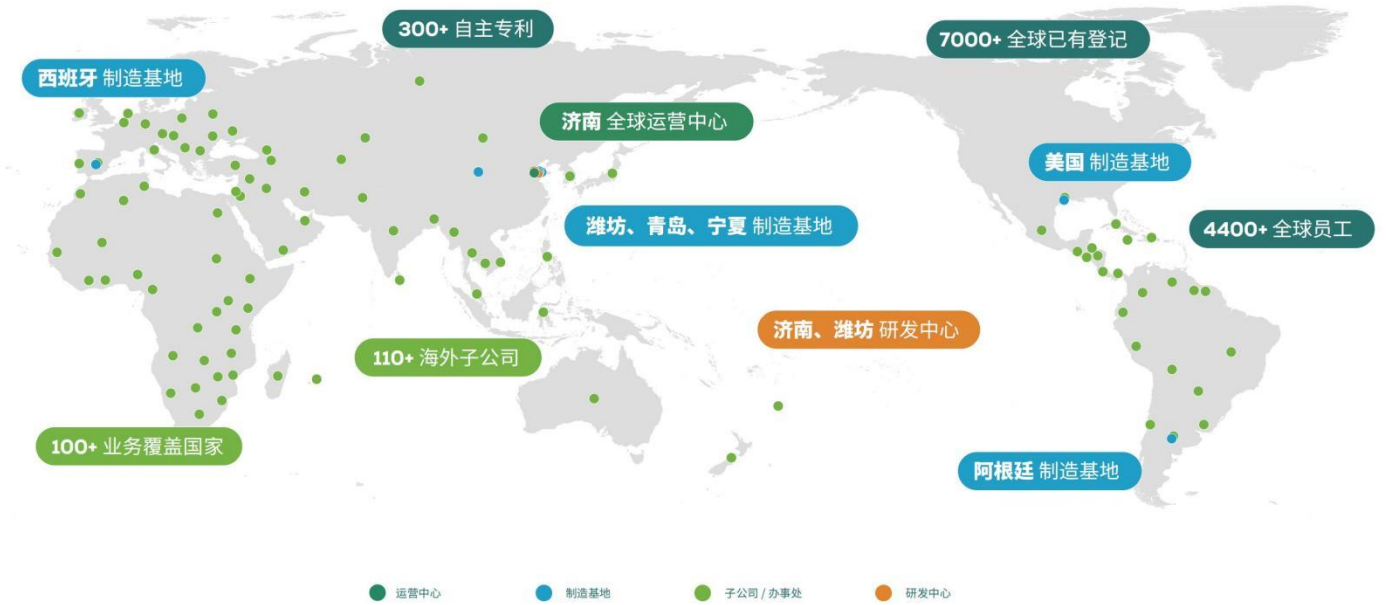 300+ 自主专利
7000+ 全球已有登记
西班牙 制造基地
济南 全球运营中心
美国 制造基地
潍坊、青岛、宁夏 制造基地
4400+ 全球员工
济南、潍坊 研发中心
110+ 海外子公司
100+ 业务覆盖国家
阿根廷 制造基地
运营中心
制造基地
子公司 / 办事处
研发中心